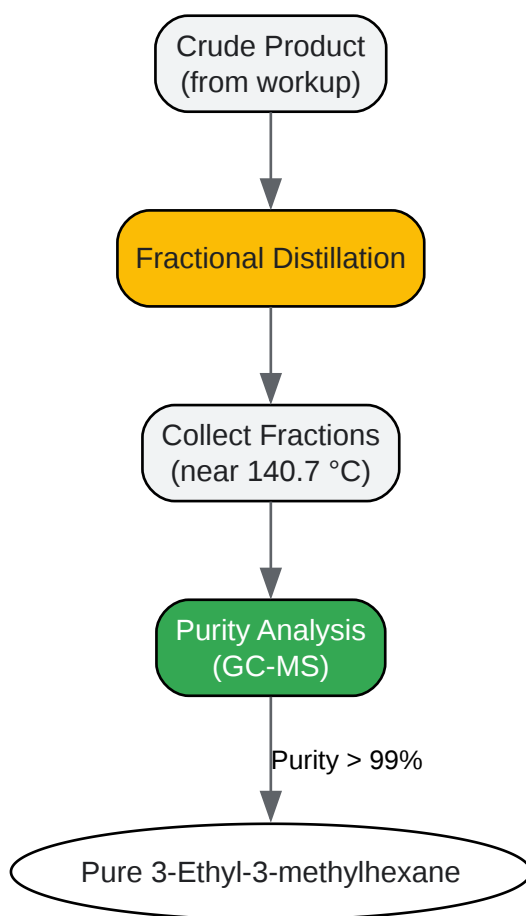 Crude Product
(from workup)
Fractional Distillation
Collect Fractions
(near 140.7 °C)
Purity Analysis
(GC-MS)
Purity > 99%
Pure 3-Ethyl-3-methylhexane